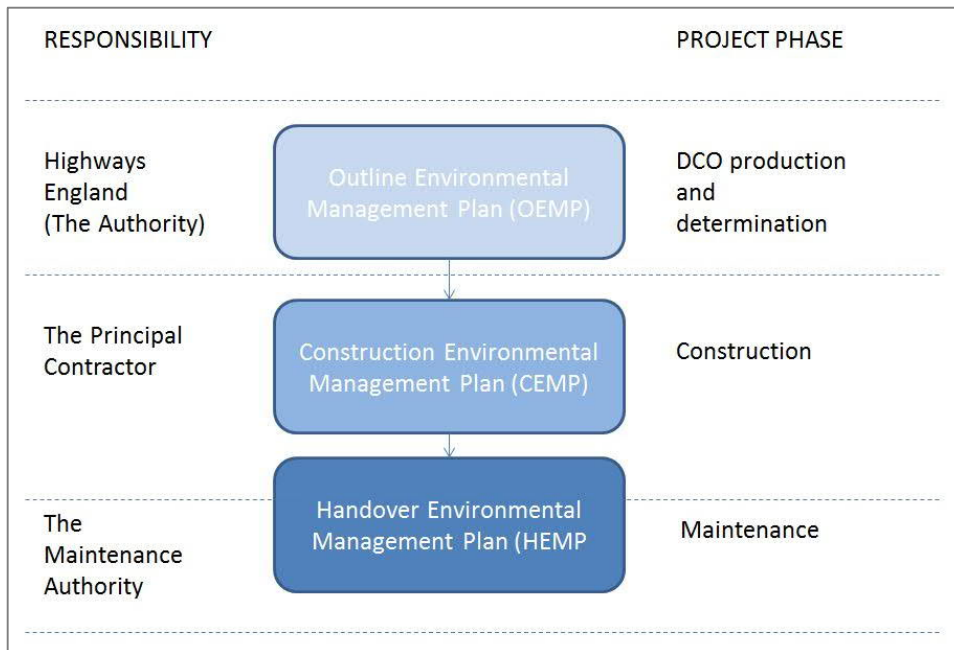 RESPONSIBILITY
PROJECT PHASE
Highways
England
(The Authority)
Outline Environmental
Management Plan (OEMP)
DCO production
and
determination
The Principal
Contractor
Construction Environmental
Management Plan (CEMP)
Construction
The
Maintenance
Authority
Handover Environmental
Management Plan (HEMP
Maintenance